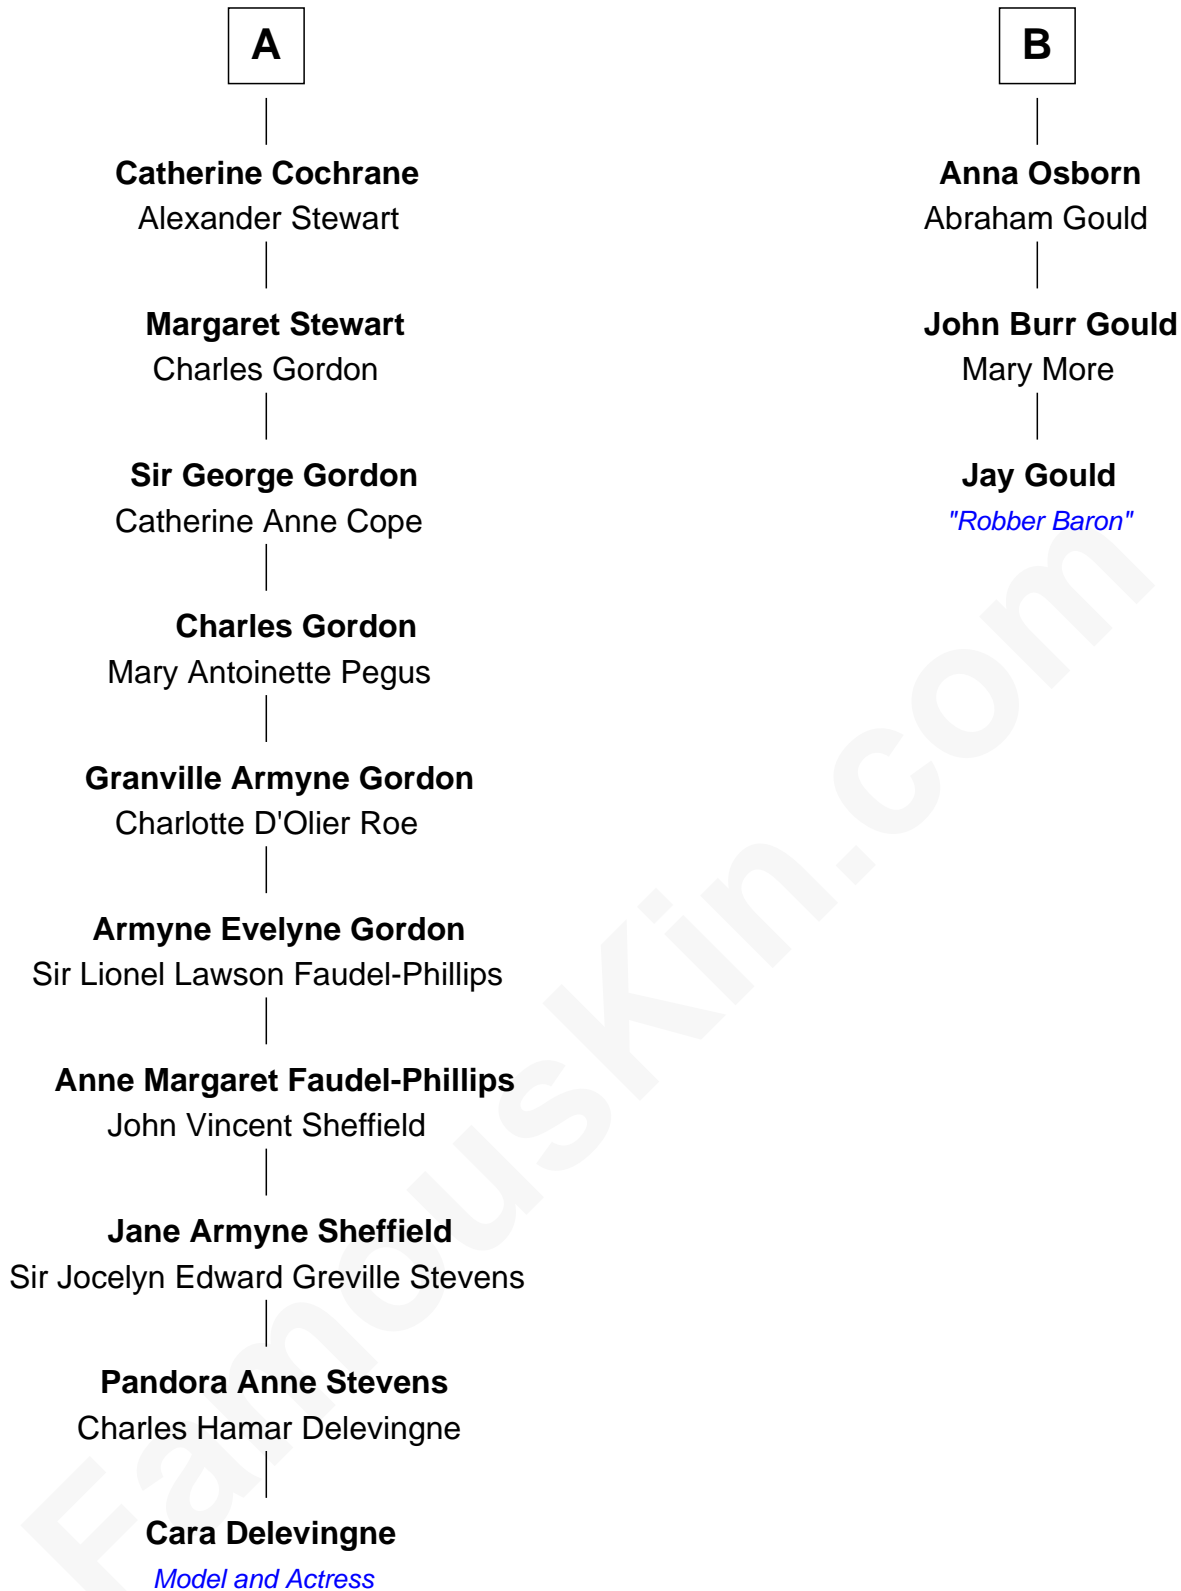 A
Catherine Cochrane
Alexander Stewart
Margaret Stewart
Charles Gordon
Sir George Gordon
Catherine Anne Cope
Charles Gordon
Mary Antoinette Pegus
Granville Armyne Gordon
Charlotte D'Olier Roe
Armyne Evelyne Gordon
Sir Lionel Lawson Faudel-Phillips
Anne Margaret Faudel-Phillips
John Vincent Sheffield
Jane Armyne Sheffield
Sir Jocelyn Edward Greville Stevens
Pandora Anne Stevens
Charles Hamar Delevingne
Cara Delevingne
Model and Actress
B
Anna Osborn
Abraham Gould
John Burr Gould
Mary More
Jay Gould
"Robber Baron"
FamousKin.com